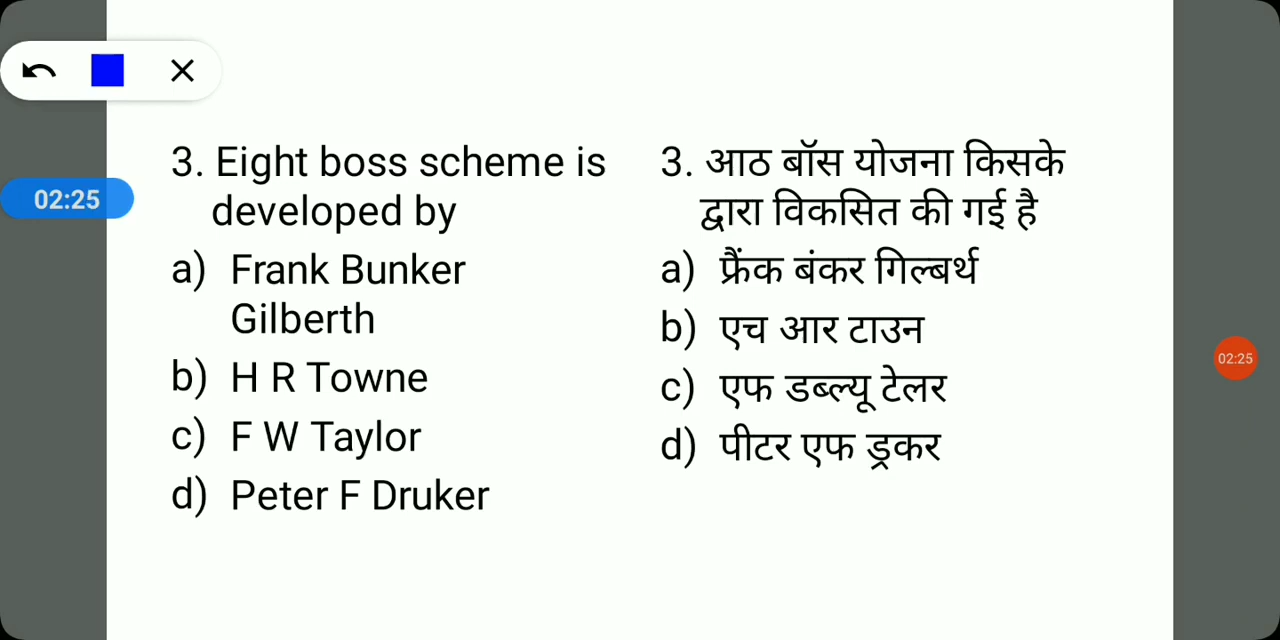 02:25
3. Eight boss scheme is
developed by
a) Frank Bunker
Gilberth
b) H R Towne
c) F W Taylor
d) Peter F Druker
3. आठ बॉस योजना किसके
द्वारा विकसित की गई है
a) फ्रैंक बंकर गिल्बर्थ
b) एच आर टाउन
c) एफ डब्ल्यू टेलर
d) पीटर एफ ड्रकर
02:25